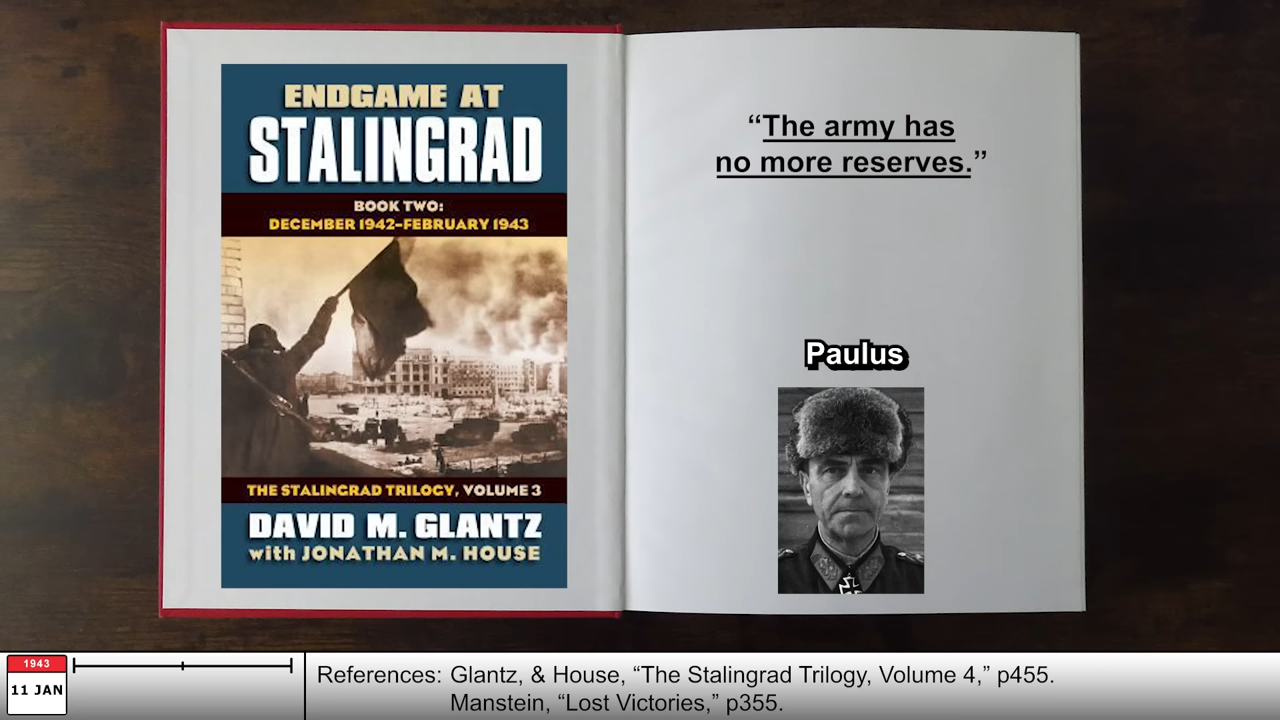 ENDGAME AT
STALINGRAD
BOOK TWO:
DECEMBER 1942–FEBRUARY 1943
THE STALINGRAD TRILOGY, VOLUME 3
DAVID M. GLANTZ
with JONATHAN M. HOUSE
“The army has
no more reserves.”
Paulus
1943
11 JAN
References: Glantz, & House, “The Stalingrad Trilogy, Volume 4,” p455.
Manstein, “Lost Victories,” p355.